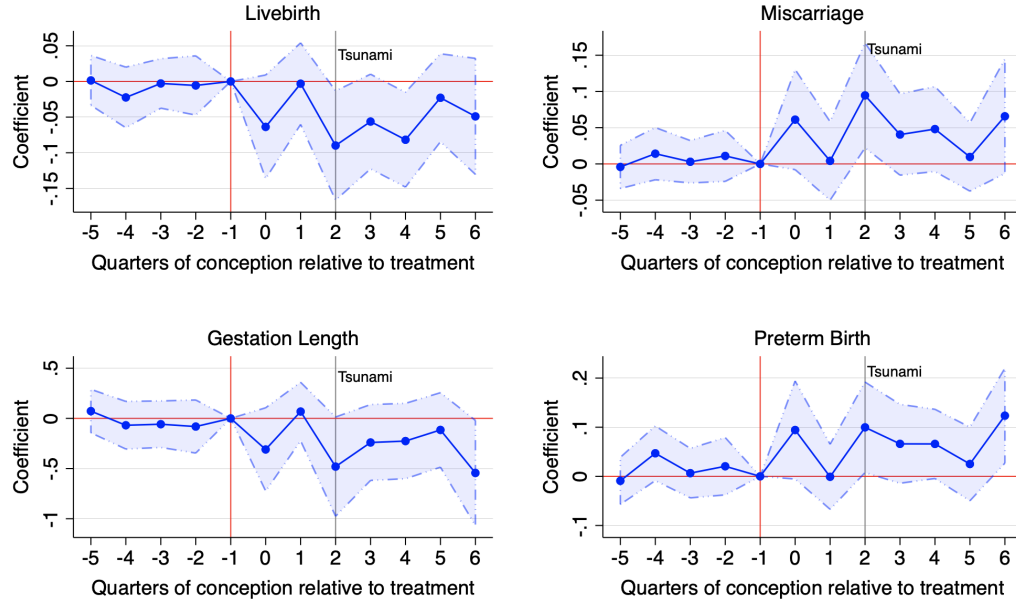 Livebirth
Coefficient
.05
0
-.05
-.1
-.15
Tsunami
-5 -4 -3 -2 -1 0 1 2 3 4 5 6
Quarters of conception relative to treatment
Miscarriage
Coefficient
.15
.1
.05
0
-.05
Tsunami
-5 -4 -3 -2 -1 0 1 2 3 4 5 6
Quarters of conception relative to treatment
Gestation Length
Coefficient
.5
0
-.5
-1
Tsunami
-5 -4 -3 -2 -1 0 1 2 3 4 5 6
Quarters of conception relative to treatment
Preterm Birth
Coefficient
.2
.1
0
-.1
Tsunami
-5 -4 -3 -2 -1 0 1 2 3 4 5 6
Quarters of conception relative to treatment